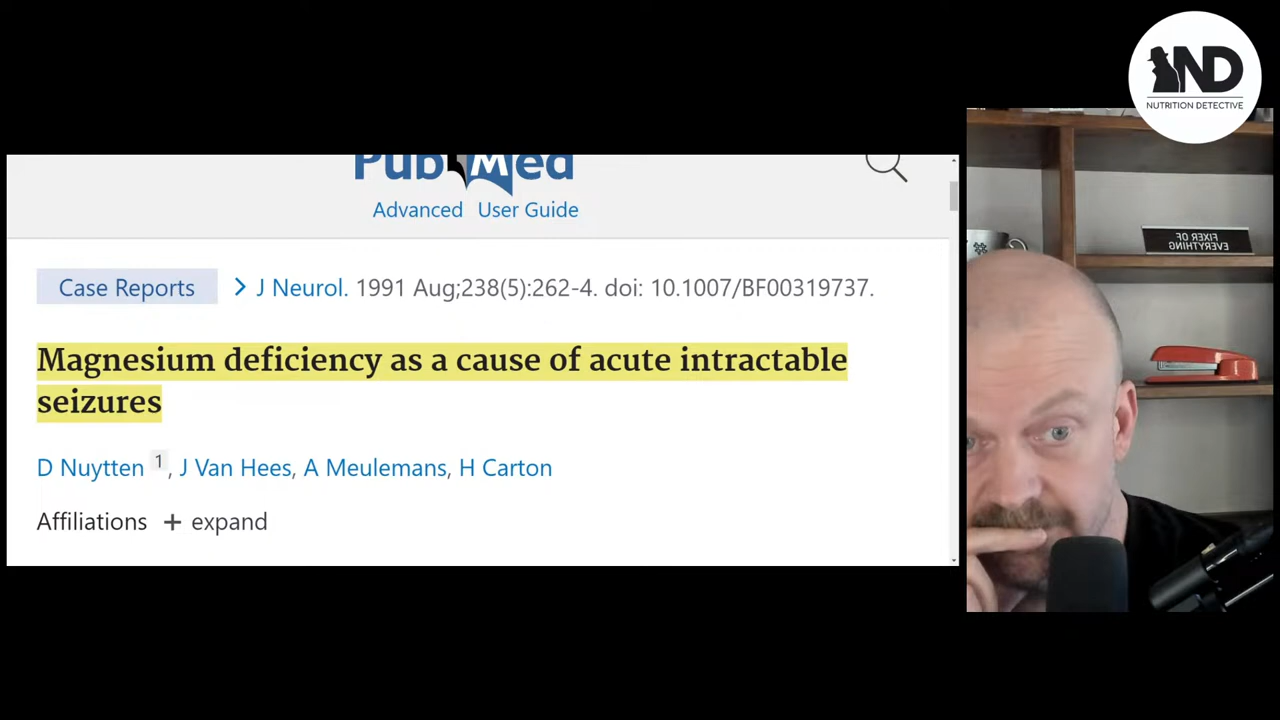 PubMed
Advanced User Guide
Case Reports > J Neurol. 1991 Aug;238(5):262-4. doi: 10.1007/BF00319737.
Magnesium deficiency as a cause of acute intractable
seizures
D Nuytten 1, J Van Hees, A Meulemans, H Carton
Affiliations + expand
ND
NUTRITION DETECTIVE
FIXER OF
EVERYTHING